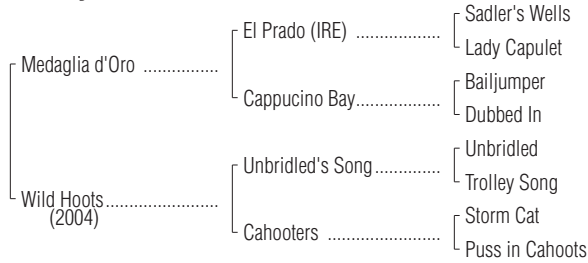 Sadler's Wells
El Prado (IRE) ..................
Lady Capulet
Medaglia d'Oro ................
Bailjumper
Cappucino Bay..................
Dubbed In
Unbridled
Unbridled's Song..............
Trolley Song
Wild Hoots........................
(2004)
Storm Cat
Cahooters ........................
Puss in Cahoots